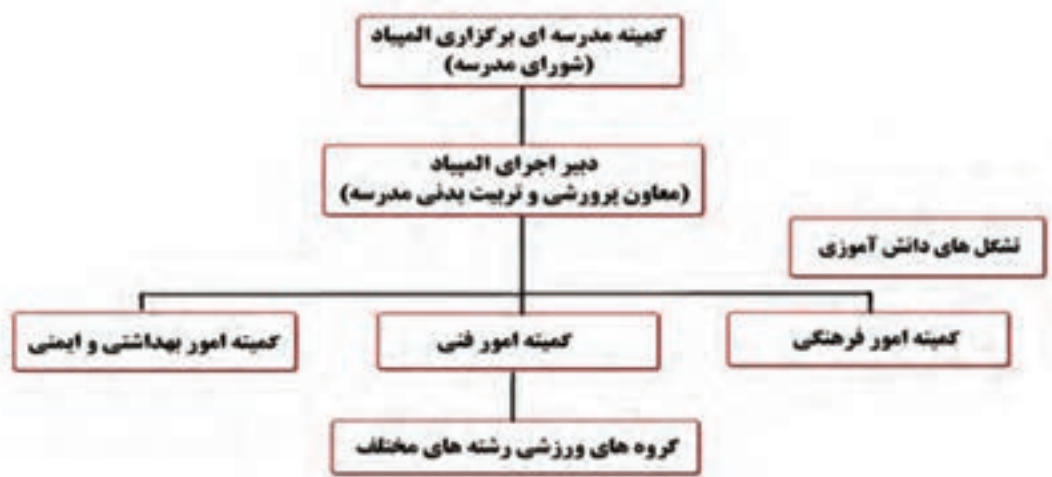 کمیته مدرسه ای برگزاری المپیاد
(شورای مدرسه)
دبیر اجرای المپیاد
(معاون پرورشی و تربیت بدنی مدرسه)
تشکل های دانش آموزی
کمیته امور فرهنگی
کمیته امور فنی
کمیته امور بهداشتی و ایمنی
گروه های ورزشی رشته های مختلف